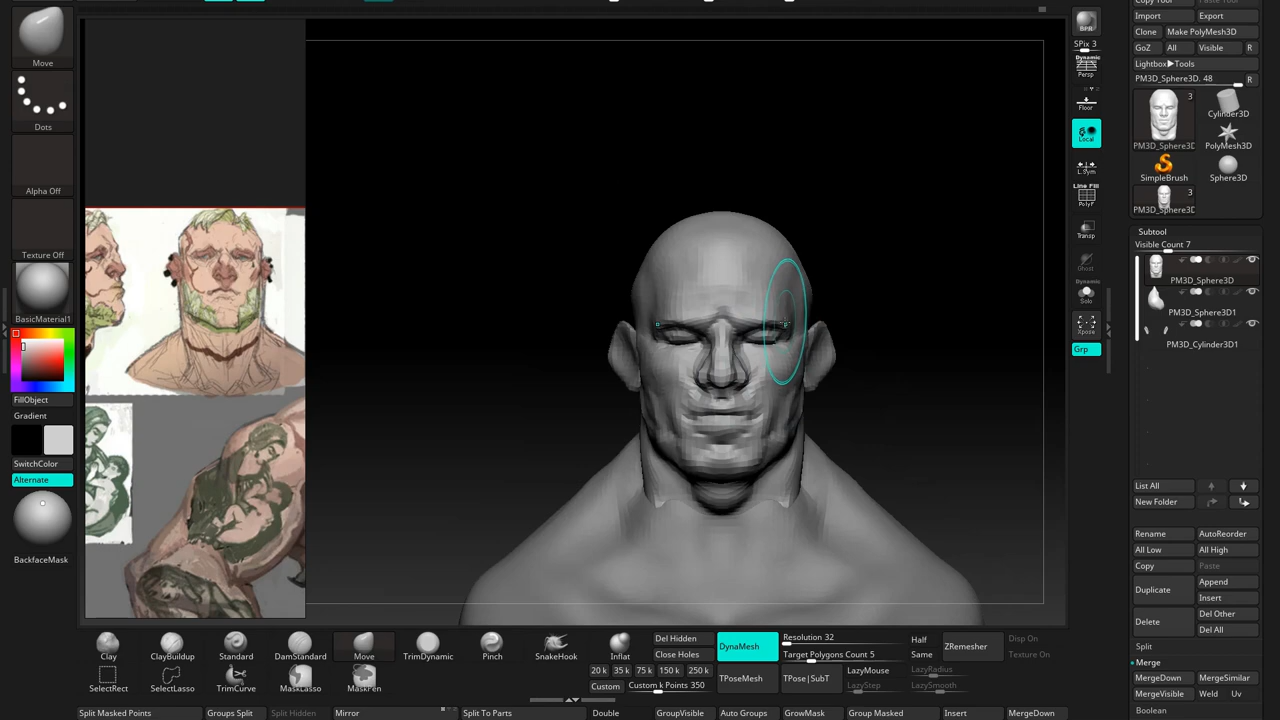 Move
Dots
Alpha Off
Texture Off
BasicMaterial1
FillObject
Gradient
SwitchColor
Alternate
BackfaceMask
BPR
SPix 3
Dynamic
Persp
Floor
Local
L.Sym
Line Fill
PolyF
Transp
Ghost
Dynamic
Solo
Xpose
Grp
Copy Tool
Import Export
Clone Make PolyMesh3D
GoZ All Visible R
Lightbox▶Tools
PM3D_Sphere3D. 48 R
3
PM3D_Sphere3D
Cylinder3D
PolyMesh3D
SimpleBrush Sphere3D
3
PM3D_Sphere3D
Subtool
Visible Count 7
PM3D_Sphere3D
PM3D_Sphere3D1
PM3D_Cylinder3D1
List All
New Folder
Rename AutoReorder
All Low All High
Copy Paste
Duplicate Append
Insert
Delete Del Other
Del All
Split
Merge
MergeDown MergeSimilar
MergeVisible Weld Uv
Boolean
Clay ClayBuildup Standard DamStandard Move TrimDynamic Pinch SnakeHook Inflat
SelectRect SelectLasso TrimCurve MaskLasso MaskPen
Del Hidden
Close Holes
20 k 35 k 75 k 150 k 250 k
Custom Custom k Points 350
DynaMesh
Resolution 32
Target Polygons Count 5
TPoseMesh TPose|SubT
Half
Same
ZRemesher
Disp On
Texture On
LazyMouse LazyRadius
LazyStep LazySmooth
Split Masked Points Groups Split Split Hidden Mirror Split To Parts Double GroupVisible Auto Groups GrowMask Group Masked Insert MergeDown